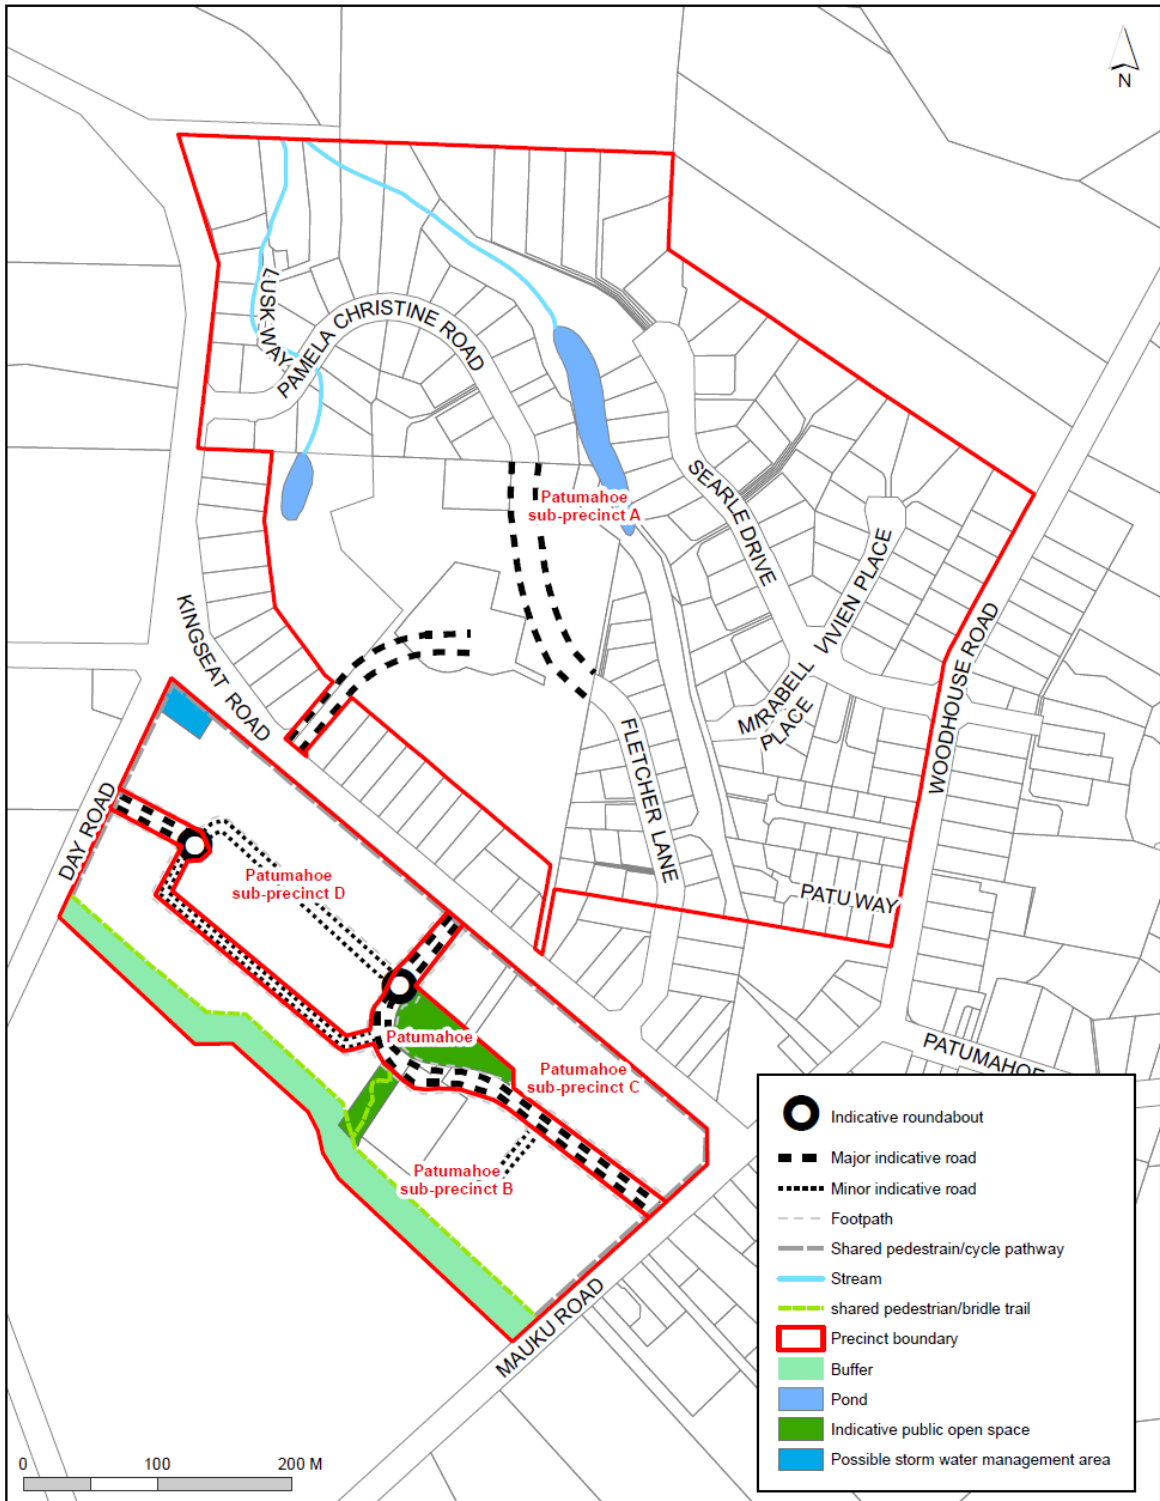 N
LUSK WAY
PAMELA CHRISTINE ROAD
Patumahoe
sub-precinct A
SEARLE DRIVE
VIVIEN PLACE
MIRABELL
PLACE
KINGSEAT ROAD
WOODHOUSE ROAD
FLETCHER LANE
DAY ROAD
PATU WAY
Patumahoe
sub-precinct D
Patumahoe
Patumahoe
sub-precinct C
Patumahoe
sub-precinct B
PATUMAHOE
MAUKU ROAD
Indicative roundabout
Major indicative road
Minor indicative road
Footpath
Shared pedestrain/cycle pathway
Stream
shared pedestrian/bridle trail
Precinct boundary
Buffer
Pond
Indicative public open space
Possible storm water management area
0 100 200 M